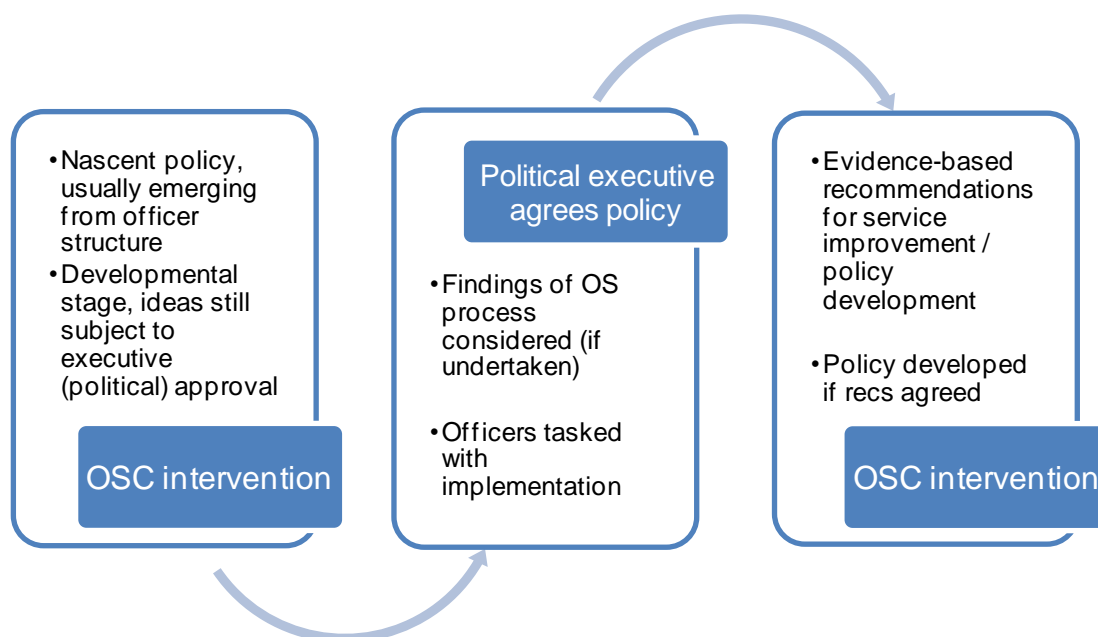 •Nascent policy,
usually emerging
from officer
structure
•Developmental
stage, ideas still
subject to
executive
(political) approval
OSC intervention
Political executive
agrees policy
•Findings of OS
process
considered (if
undertaken)
•Officers tasked
with
implementation
•Evidence-based
recommendations
for service
improvement /
policy
development
•Policy developed
if recs agreed
OSC intervention